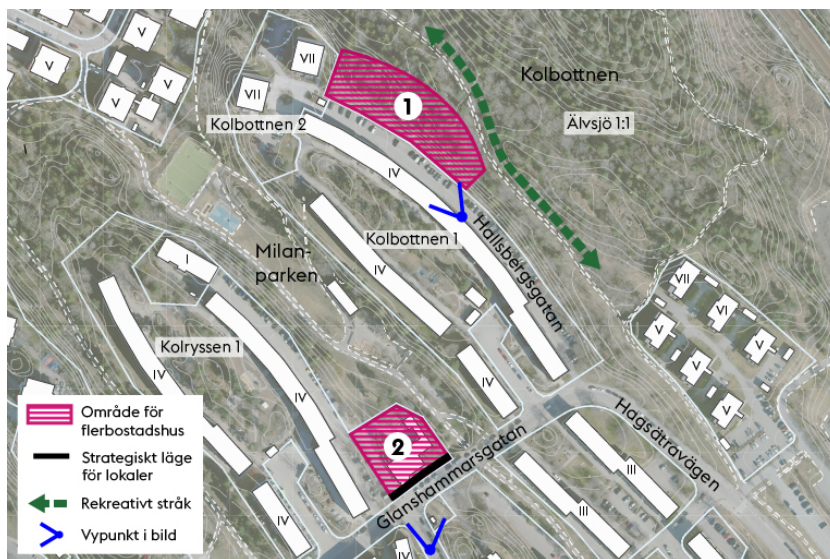 V
V
V
V
V
V
VII
VII
1
Kolbottnen
Älvsjö 1:1
Kolbottnen 2
IV
Kolbottnen 1
Hallsbergsgatan
Milan-
parken
IV
I
Kolryssen 1
IV
IV
IV
VII
VI
V
V
V
V
V
2
Glanshammarsgatan
Hagsätravägen
III
III
IV
IV
Område för
flerbostadshus
Strategiskt läge
för lokaler
Rekreativt stråk
Vypunkt i bild